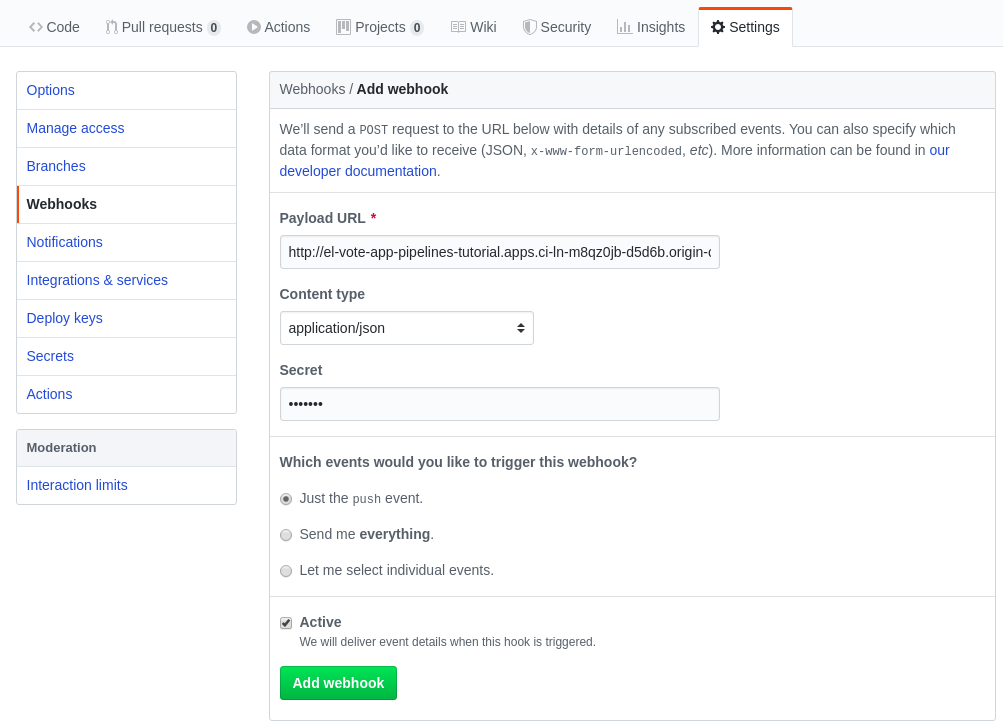 Code Pull requests 0 Actions Projects 0 Wiki Security Insights Settings
Options
Manage access
Branches
Webhooks
Notifications
Integrations & services
Deploy keys
Secrets
Actions
Moderation
Interaction limits
Webhooks / Add webhook
We’ll send a POST request to the URL below with details of any subscribed events. You can also specify which
data format you’d like to receive (JSON, x-www-form-urlencoded, etc). More information can be found in our
developer documentation.
Payload URL *
http://el-vote-app-pipelines-tutorial.apps.ci-ln-m8qz0jb-d5d6b.origin-
Content type
application/json
Secret
•••••••
Which events would you like to trigger this webhook?
Just the push event.
Send me everything.
Let me select individual events.
Active
We will deliver event details when this hook is triggered.
Add webhook